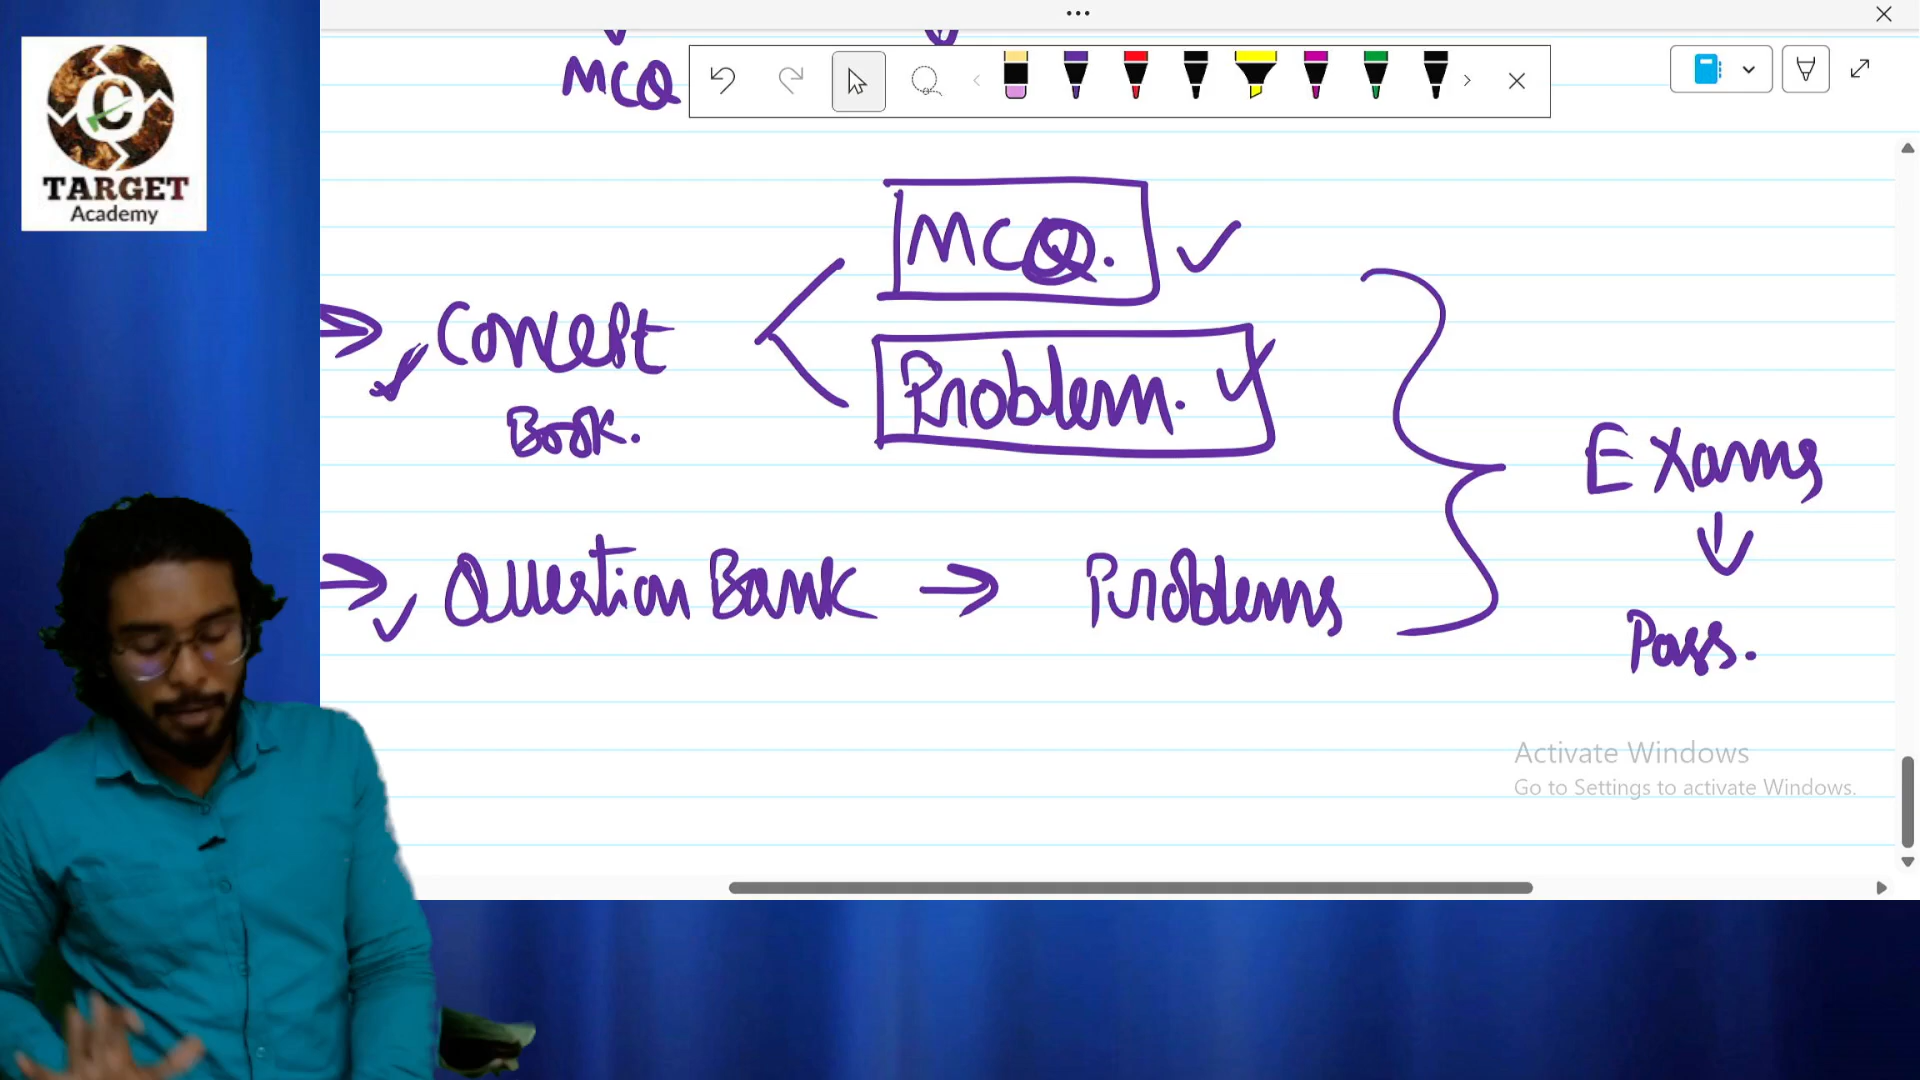 TARGET
Academy
MCQ
MCQ.
Concept
Book.
Problem.
Exams
Question Bank → Problems
Pass.
Activate Windows
Go to Settings to activate Windows.